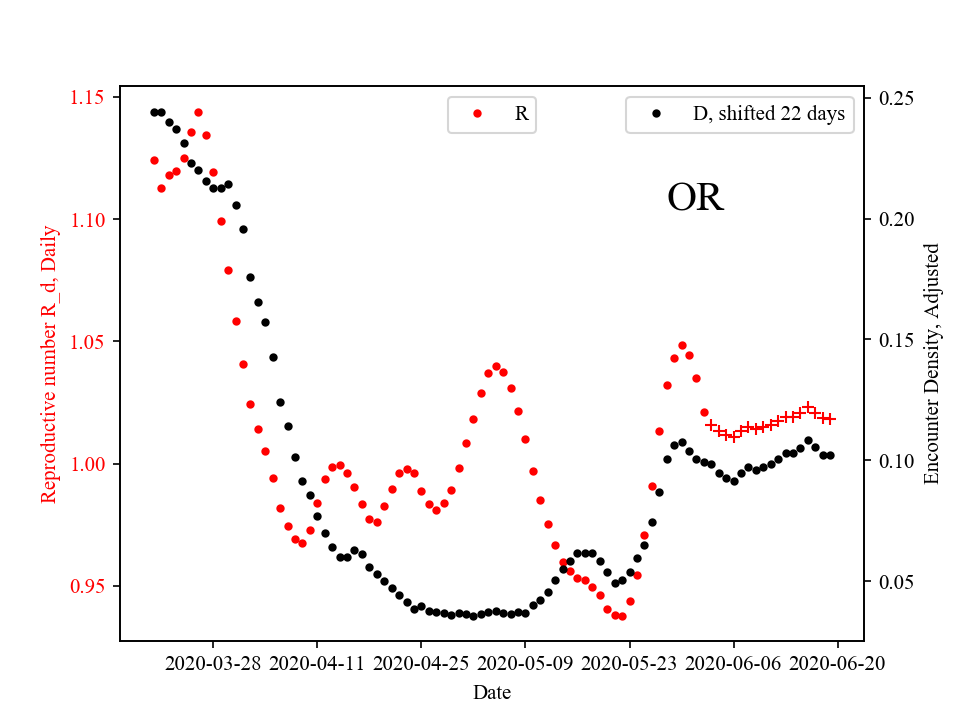 R
D, shifted 22 days
OR
Reproductive number R_d, Daily
1.15
1.10
1.05
1.00
0.95
Encounter Density, Adjusted
0.25
0.20
0.15
0.10
0.05
2020-03-28 2020-04-11 2020-04-25 2020-05-09 2020-05-23 2020-06-06 2020-06-20
Date